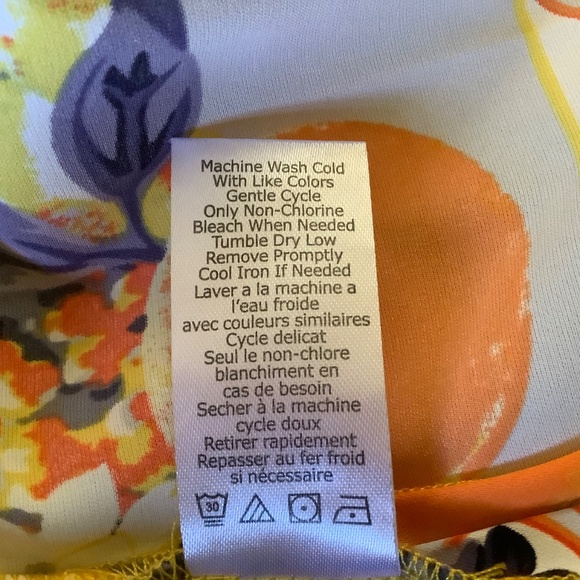 Machine Wash Cold
With Like Colors
Gentle Cycle
Only Non-Chlorine
Bleach When Needed
Tumble Dry Low
Remove Promptly
Cool Iron If Needed
Laver a la machine a
l'eau froide
avec couleurs similaires
Cycle delicat
Seul le non-chlore
blanchiment en
cas de besoin
Secher à la machine
cycle doux
Retirer rapidement
Repasser au fer froid
si nécessaire
30